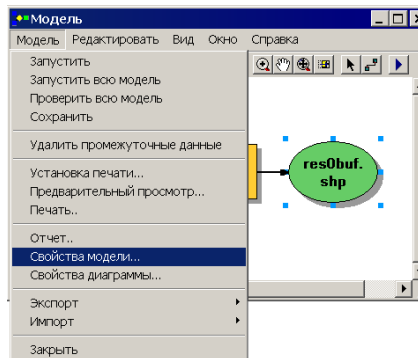 Модель
Модель Редактировать Вид Окно Справка
Запустить
Запустить всю модель
Проверить всю модель
Сохранить
Удалить промежуточные данные
Установка печати...
Предварительный просмотр...
Печать..
Отчет..
Свойства модели...
Свойства диаграммы...
Экспорт
Импорт
Закрыть
res0buf.
shp